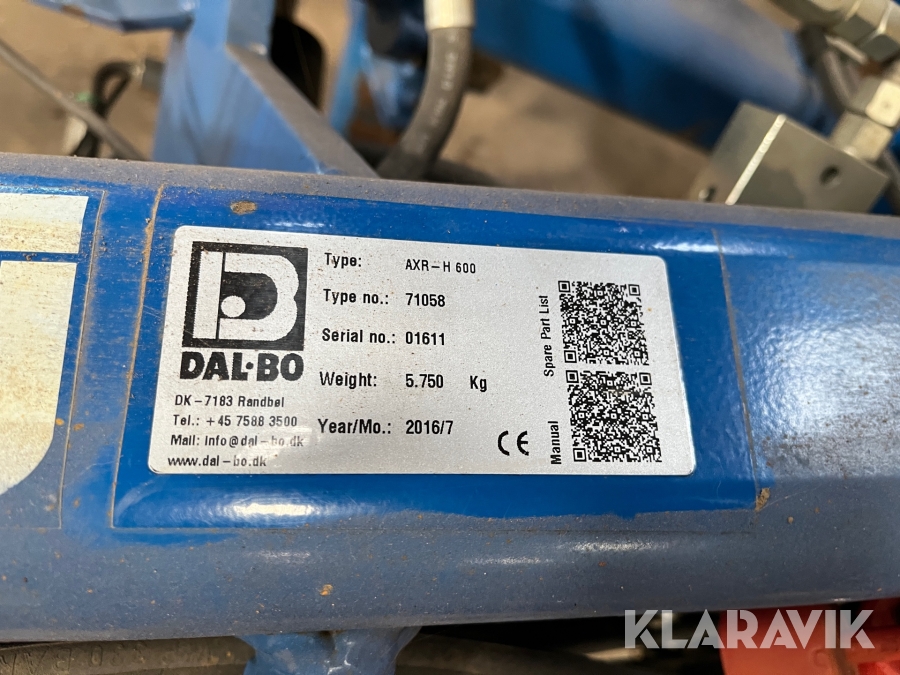 DAL·BO
DK-7183 Randbøl
Tel.: +45 7588 3500
Mail: info@dal-bo.dk
www.dal-bo.dk
Type: AXR-H 600
Type no.: 71058
Serial no.: 01611
Weight: 5.750 Kg
Year/Mo.: 2016/7
CE
Spare Part List
Manual
KLARAVIK